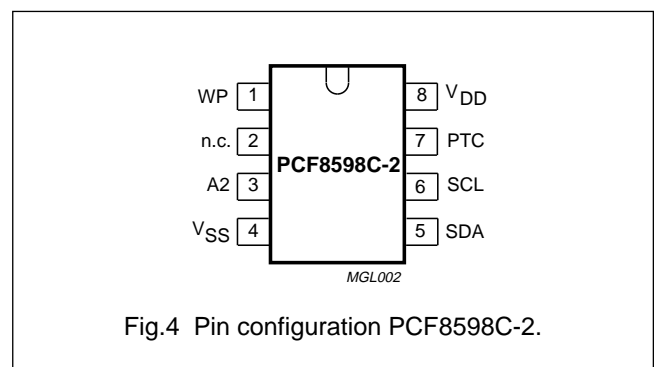 WP 1 8 VDD
n.c. 2 7 PTC
PCF8598C-2
A2 3 6 SCL
VSS 4 5 SDA
MGL002
Fig.4 Pin configuration PCF8598C-2.